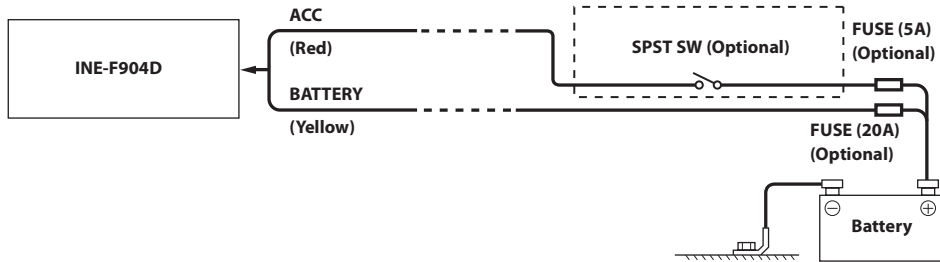 INE-F904D
ACC
(Red)
BATTERY
(Yellow)
SPST SW (Optional)
FUSE (5A)
(Optional)
FUSE (20A)
(Optional)
Battery